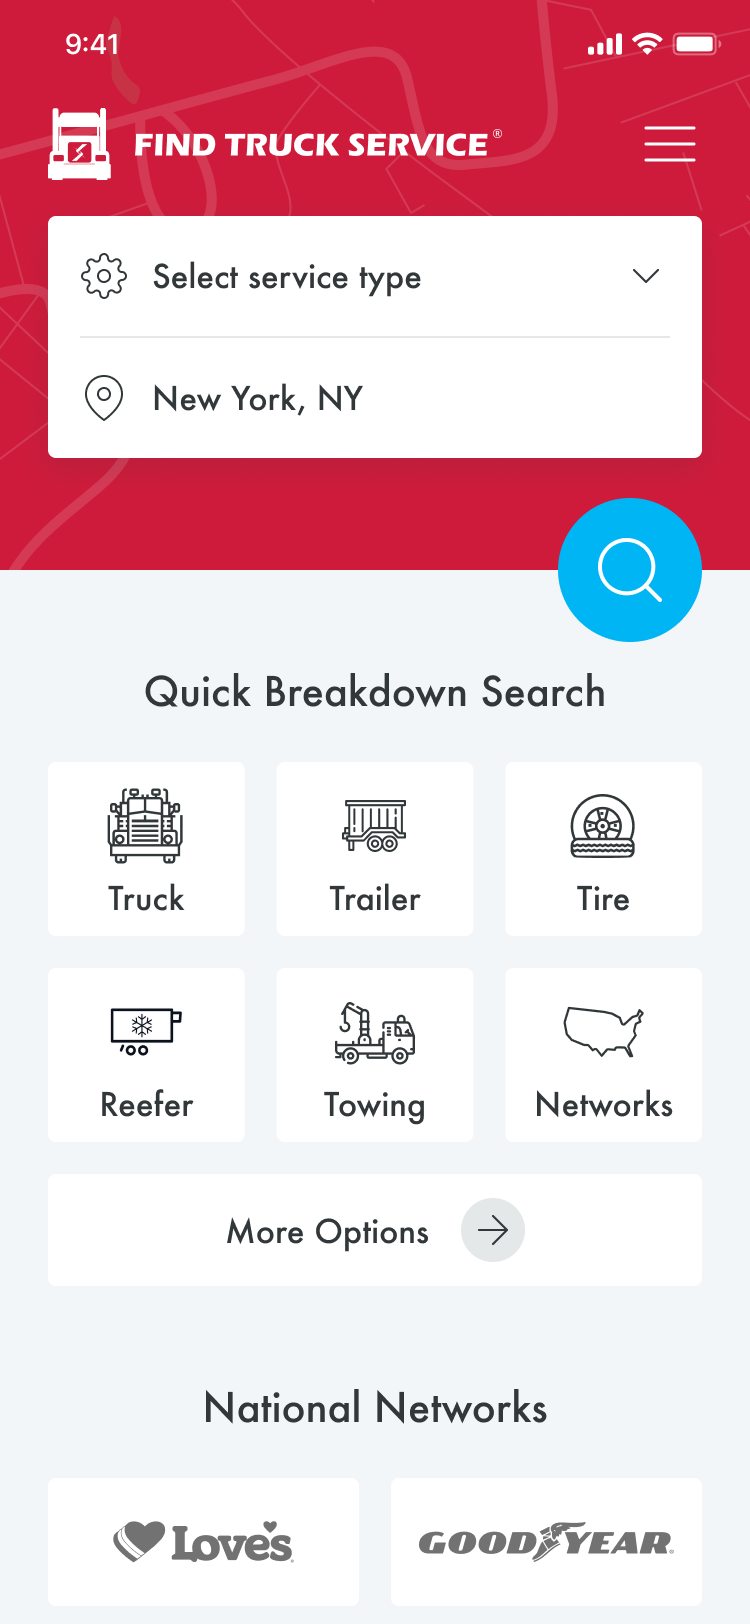 9:41
FIND TRUCK SERVICE®
Select service type
New York, NY
Quick Breakdown Search
Truck
Trailer
Tire
Reefer
Towing
Networks
More Options
National Networks
Love's
GOODYEAR